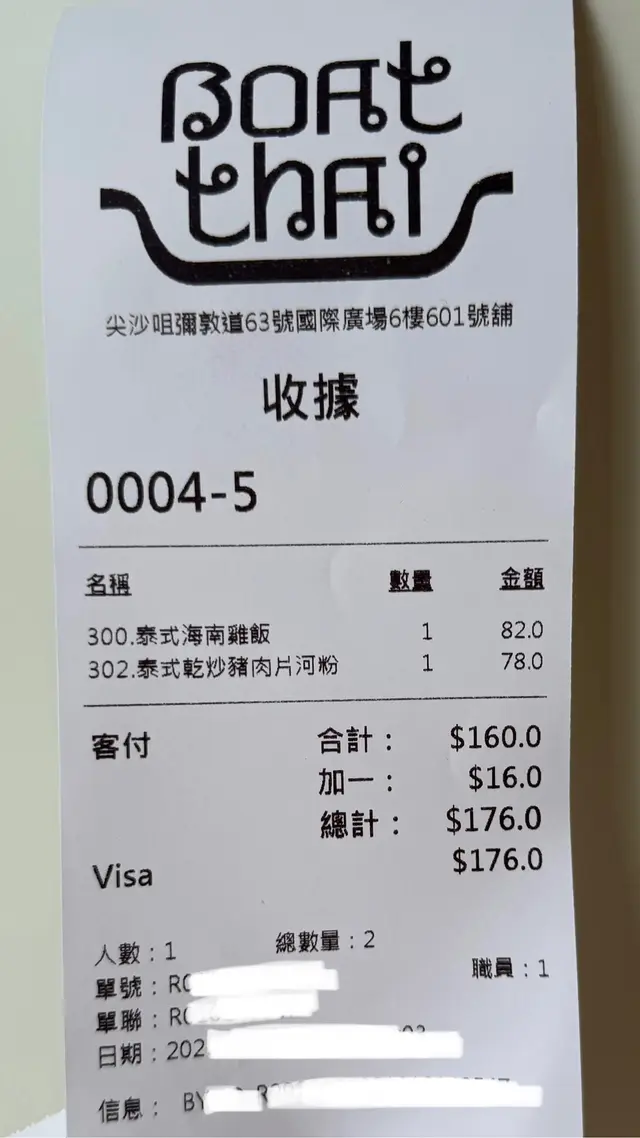 BOAt
thAi
尖沙咀彌敦道63號國際廣場6樓601號舖
收據
0004-5
名稱 數量 金額
300.泰式海南雞飯 1 82.0
302.泰式乾炒豬肉片河粉 1 78.0
客付 合計： $160.0
加一： $16.0
總計： $176.0
Visa $176.0
人數：1 總數量：2
單號： 職員：1
單聯：
日期：202
信息： BY